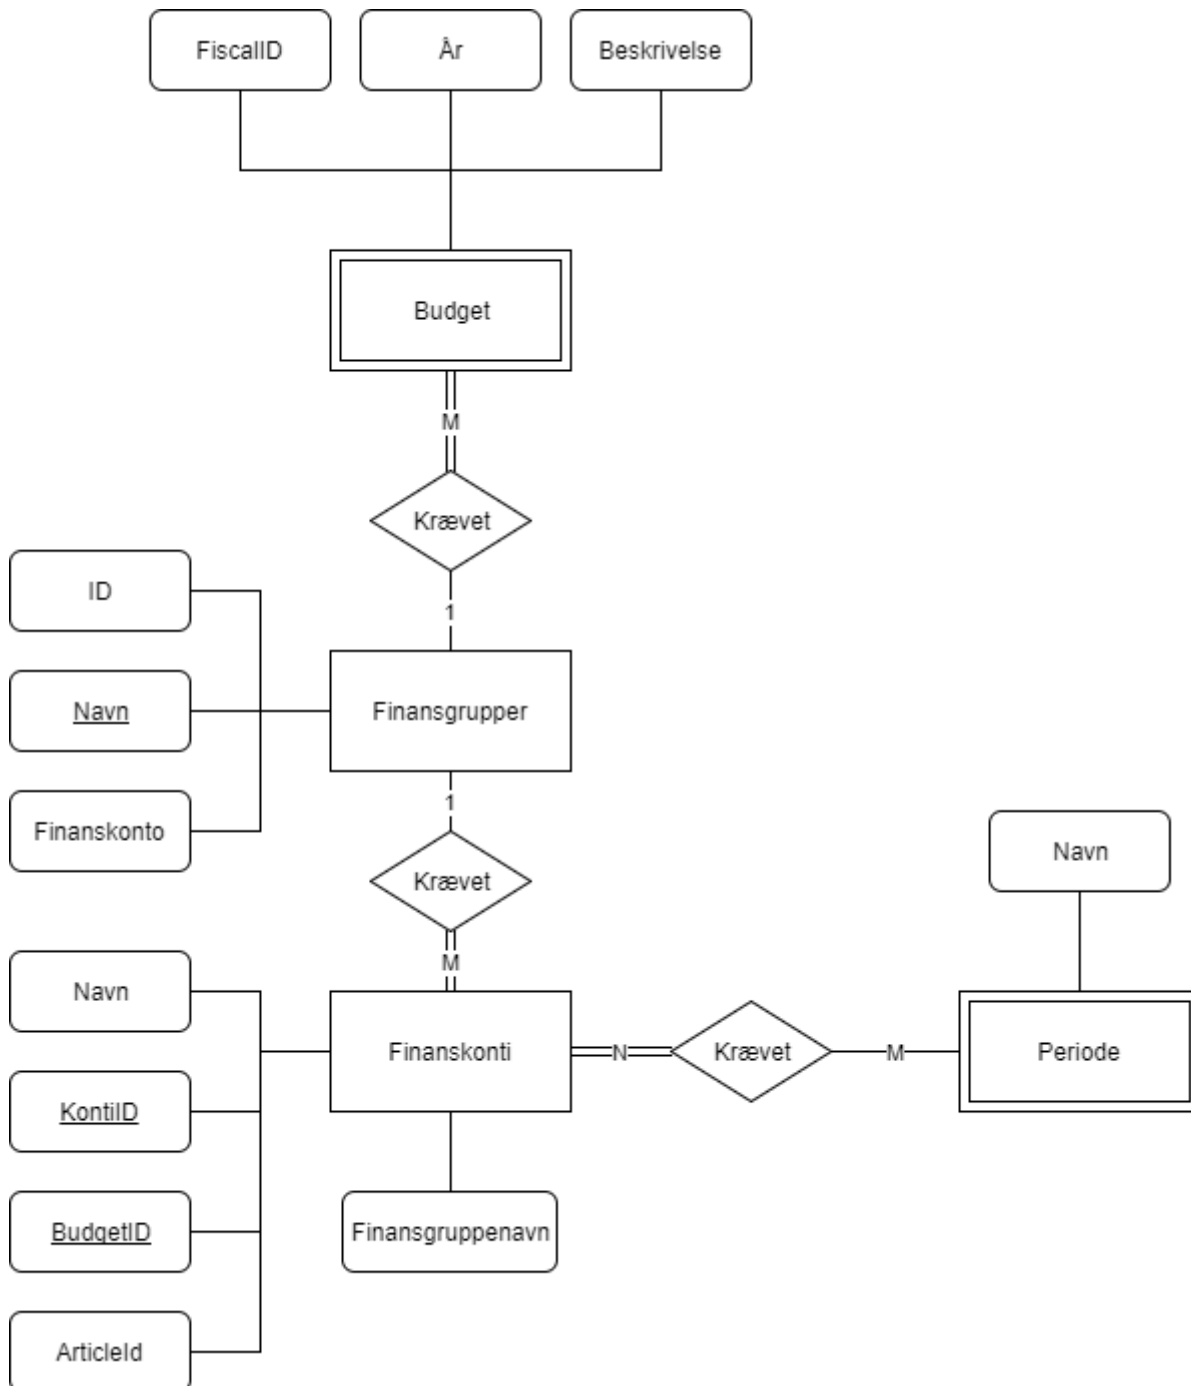 FiscalID
År
Beskrivelse
Budget
M
Krævet
1
ID
Navn
Finansgrupper
Finanskonto
1
Krævet
M
Navn
Navn
KontiID
BudgetID
ArticleId
Finanskonti
N
Krævet
M
Periode
Finansgruppenavn